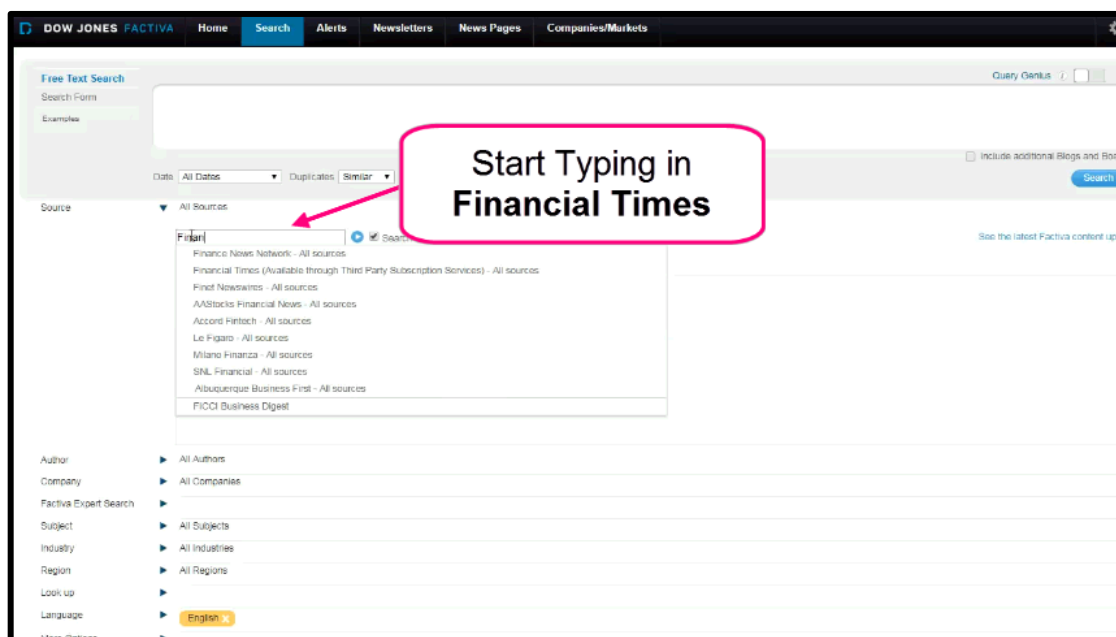 DOW JONES FACTIVA Home Search Alerts Newsletters News Pages Companies/Markets
Free Text Search
Query Genius
Search Form
Examples
Include additional Blogs and Boa
Date All Dates Duplicates Similar
Search
Start Typing in
Financial Times
Source All Sources
Finan Search
See the latest Factiva content up
Finance News Network - All sources
Financial Times (Available through Third Party Subscription Services) - All sources
Finet Newswires - All sources
AAStocks Financial News - All sources
Accord Fintech - All sources
Le Figaro - All sources
Milano Finanza - All sources
SNL Financial - All sources
Albuquerque Business First - All sources
FICCI Business Digest
Author All Authors
Company All Companies
Factiva Expert Search
Subject All Subjects
Industry All Industries
Region All Regions
Look up
Language English x
More Options